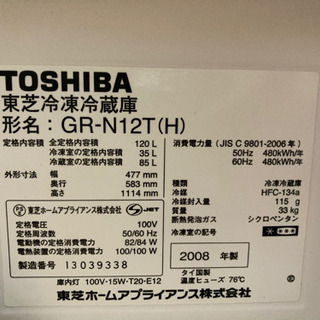 TOSHIBA
東芝冷凍冷蔵庫
形名：GR-N12T(H)
定格内容積 全定格内容積 120L
冷凍室の定格内容積 35L
冷蔵室の定格内容積 85L
外形寸法 幅 477 mm
奥行 583 mm
高さ 1114 mm
東芝ホームアプライアンス株式会社 S-JET
定格電圧 100V
定格周波数 50/60 Hz
電動機の定格消費電力 82/84 W
電熱装置の定格消費電力 100/100 W
製造番号 13039338
消費電力量 (JIS C 9801-2006年)
50Hz 480kWh/年
60Hz 480kWh/年
種類 冷凍冷蔵庫
冷媒 HFC-134a
冷媒封入量 115 g
質量 33 kg
断熱発泡ガス シクロペンタン
冷凍室の記号
2008 年製
タイ国製
温度ヒューズ 76℃
庫内灯 100V-15W-T20-E12
東芝ホームアプライアンス株式会社